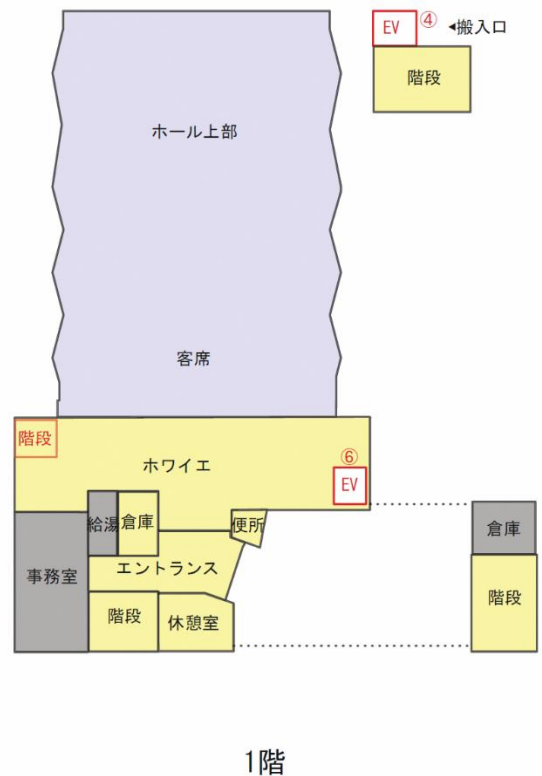 EV ④ ◂搬入口
階段
ホール上部
客席
階段
ホワイエ
⑥
EV
給湯
倉庫
便所
倉庫
事務室
エントランス
階段
休憩室
階段
1階